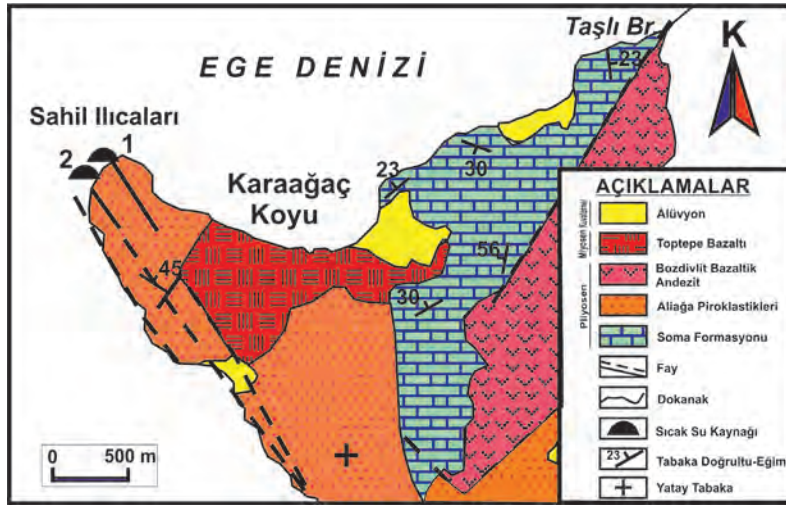 Taşlı Br.
K
EGE DENİZİ
23
Sahil Ilıcaları
1
2
30
23
Karaağaç
Koyu
56
45
30
0 500 m
AÇIKLAMALAR
Alüvyon
Toptepe Bazaltı
Bozdivlit Bazaltik
Andezit
Aliağa Piroklastikleri
Soma Formasyonu
Fay
Dokanak
Sıcak Su Kaynağı
23
Tabaka Doğrultu-Eğim
Yatay Tabaka
Pliyosen
Miyosen